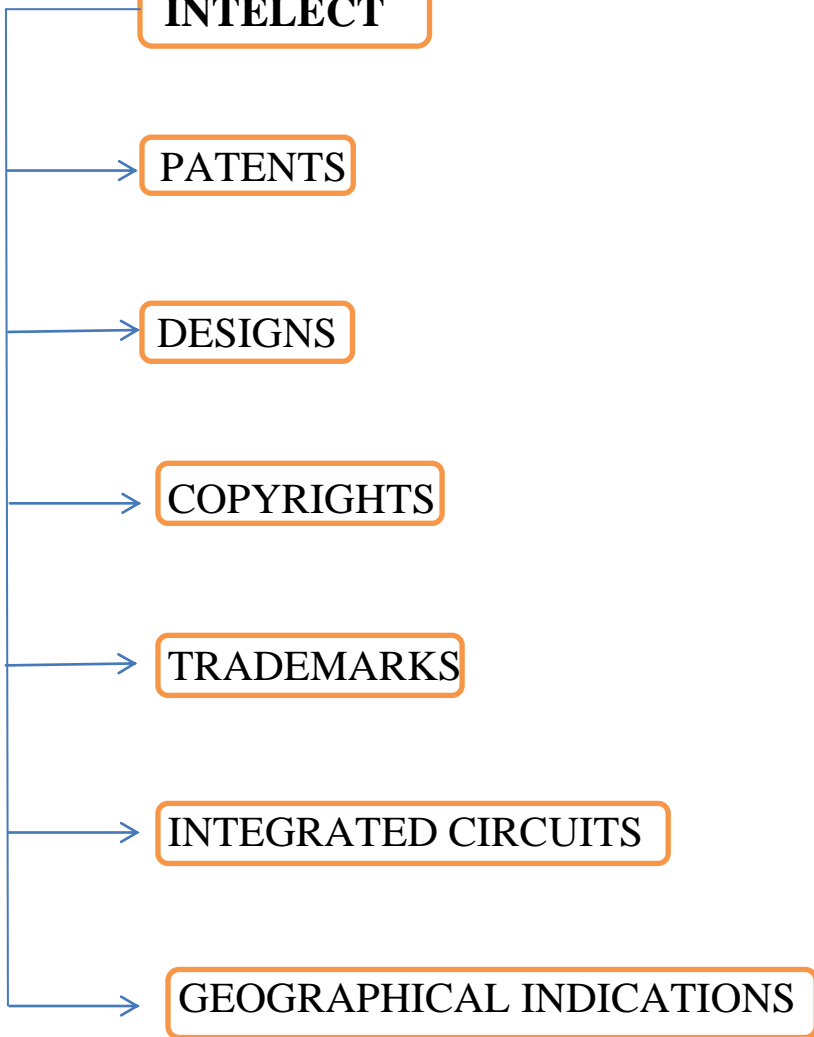 INTELECT
PATENTS
DESIGNS
COPYRIGHTS
TRADEMARKS
INTEGRATED CIRCUITS
GEOGRAPHICAL INDICATIONS